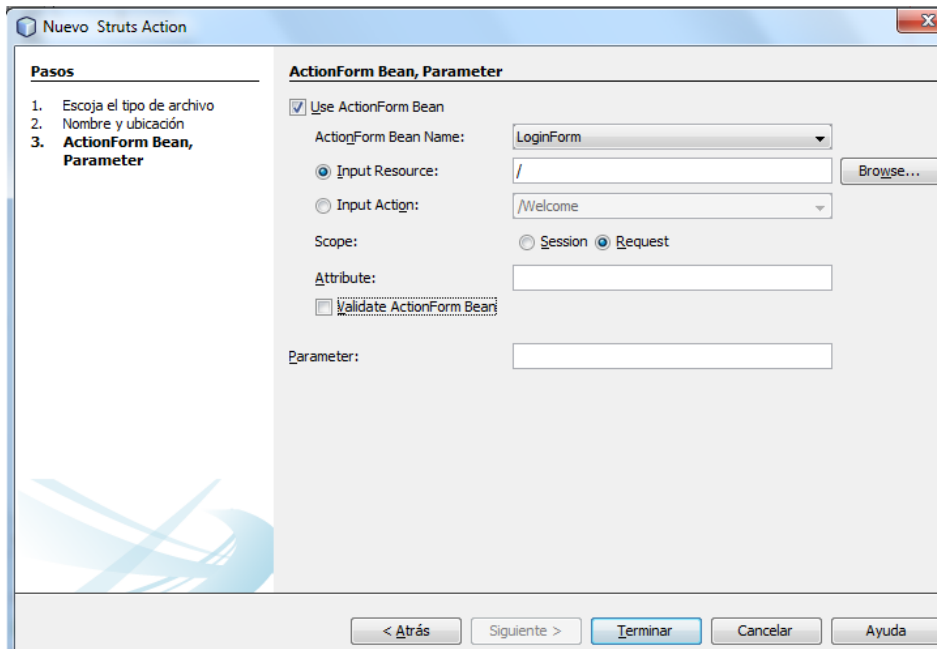 Nuevo Struts Action
Pasos
1. Escoja el tipo de archivo
2. Nombre y ubicación
3. ActionForm Bean,
Parameter
ActionForm Bean, Parameter
Use ActionForm Bean
ActionForm Bean Name: LoginForm
Input Resource: / Browse...
Input Action: /Welcome
Scope: Session Request
Attribute:
Validate ActionForm Bean
Parameter:
< Atrás Siguiente > Terminar Cancelar Ayuda